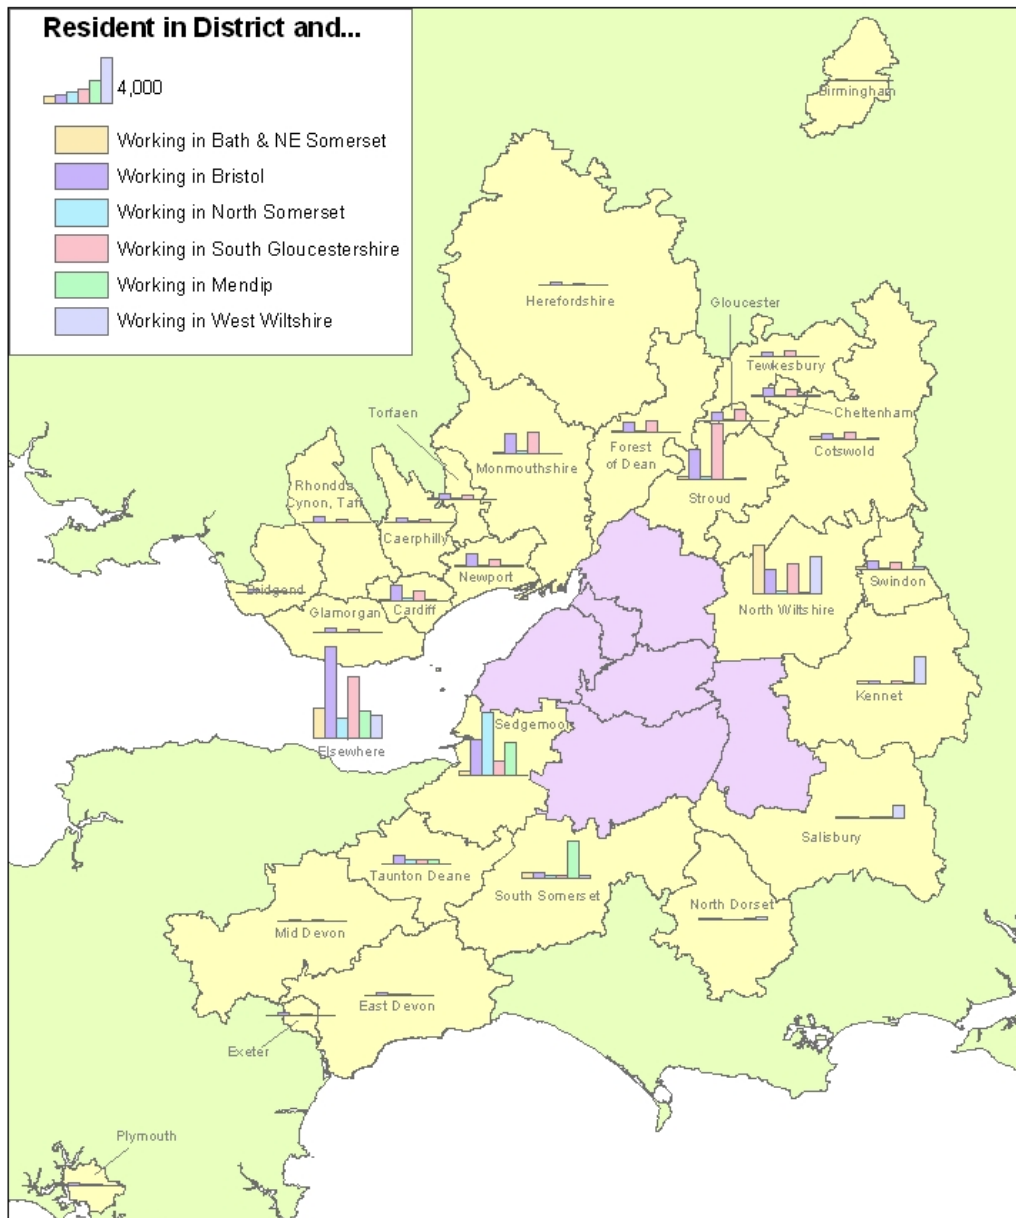 Resident in District and...
4,000
Working in Bath & NE Somerset
Working in Bristol
Working in North Somerset
Working in South Gloucestershire
Working in Mendip
Working in West Wiltshire
Birmingham
Herefordshire
Gloucester
Tewkesbury
Torfaen
Cheltenham
Forest
of Dean
Monmouthshire
Cotswold
Rhondda
Cynon, Taff
Stroud
Caerphilly
Newport
Swindon
Bridgend
Glamorgan
Cardiff
North Wiltshire
Kennet
Sedgemoor
Elsewhere
Salisbury
Taunton Deane
South Somerset
North Dorset
Mid Devon
East Devon
Exeter
Plymouth